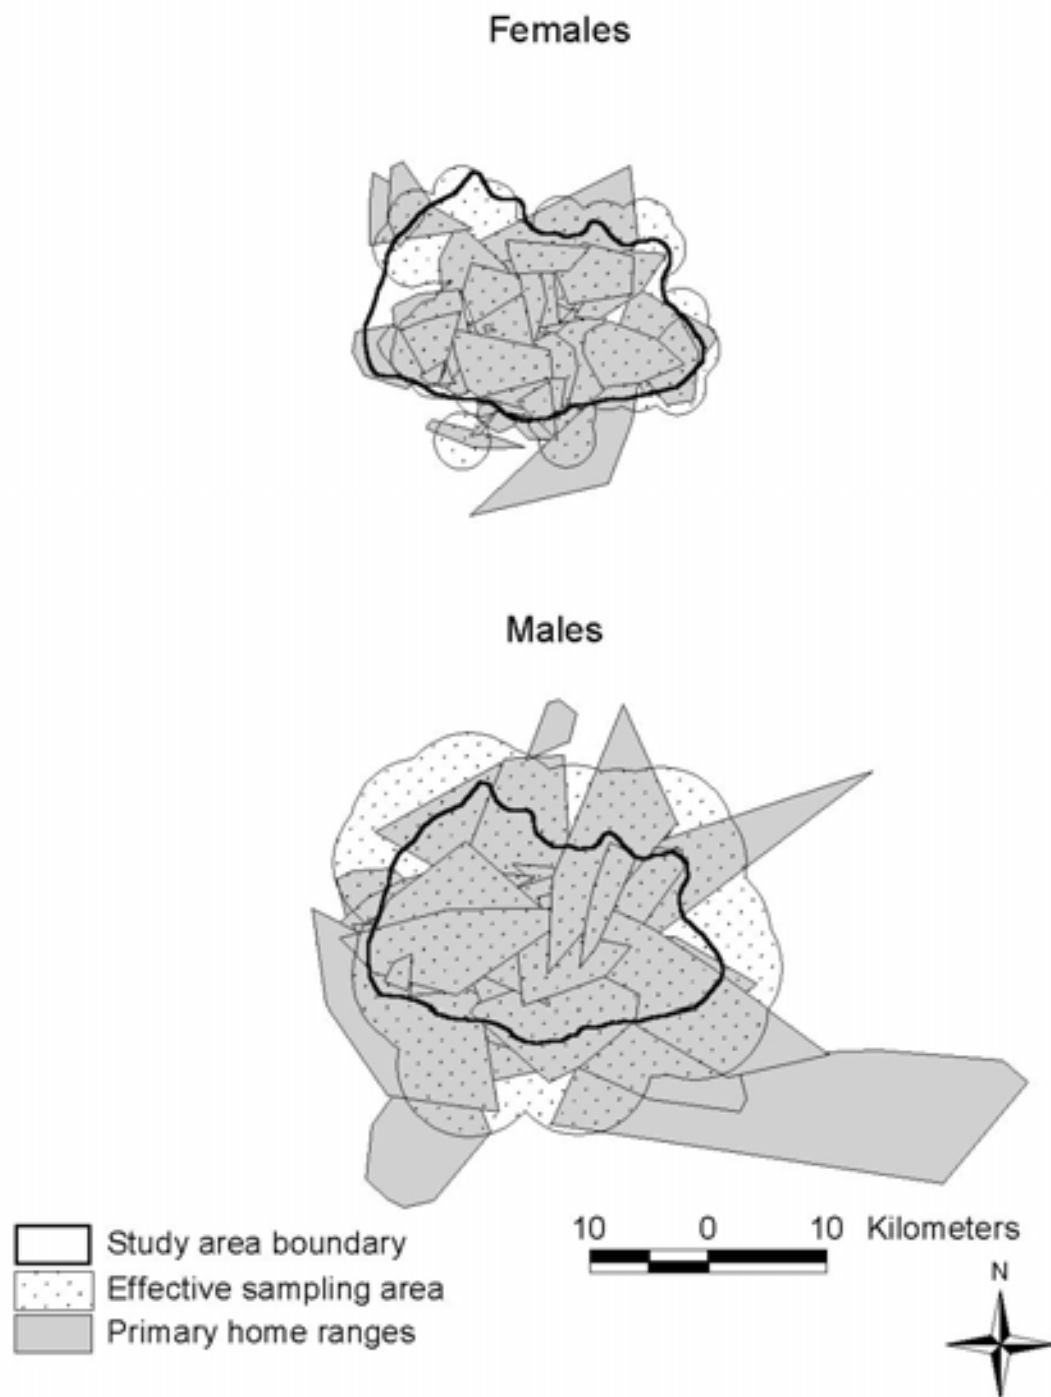 Females
Males
10 0 10 Kilometers
Study area boundary
Effective sampling area
Primary home ranges
N